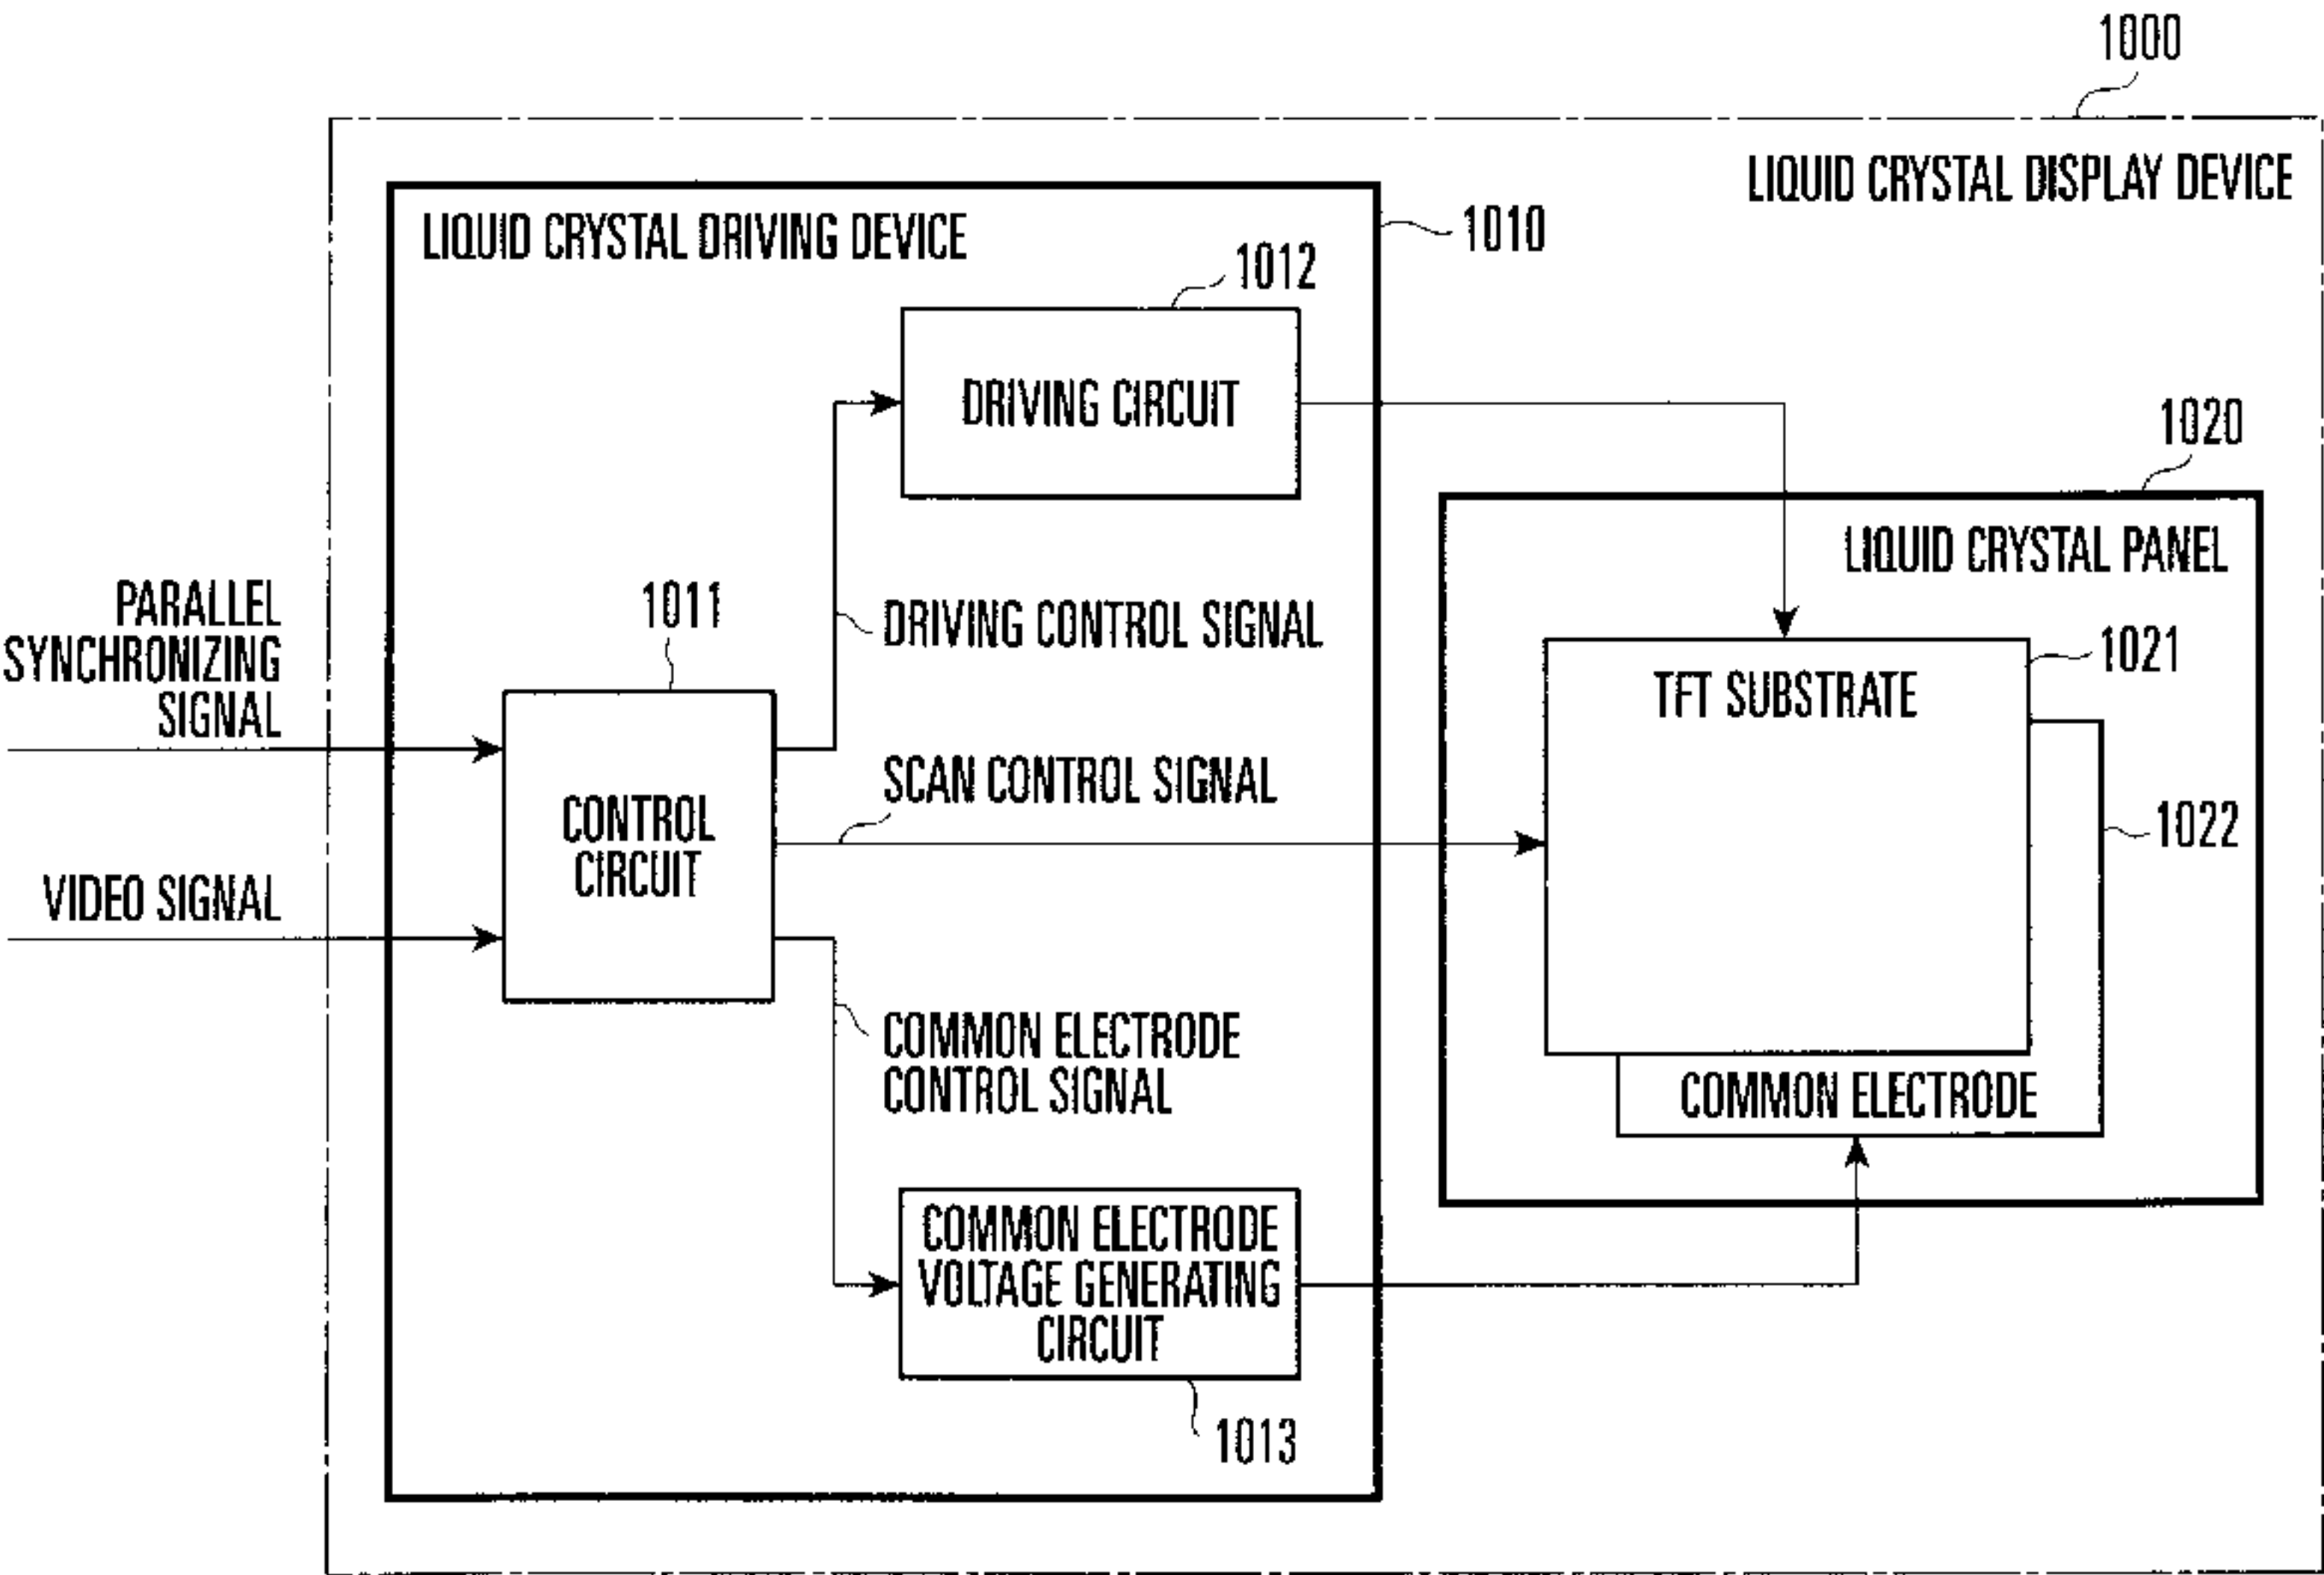 1000
LIQUID CRYSTAL DISPLAY DEVICE
LIQUID CRYSTAL DRIVING DEVICE
1010
1012
DRIVING CIRCUIT
1020
LIQUID CRYSTAL PANEL
PARALLEL
SYNCHRONIZING
SIGNAL
1011
DRIVING CONTROL SIGNAL
1021
TFT SUBSTRATE
SCAN CONTROL SIGNAL
CONTROL
CIRCUIT
1022
VIDEO SIGNAL
COMMON ELECTRODE
CONTROL SIGNAL
COMMON ELECTRODE
COMMON ELECTRODE
VOLTAGE GENERATING
CIRCUIT
1013